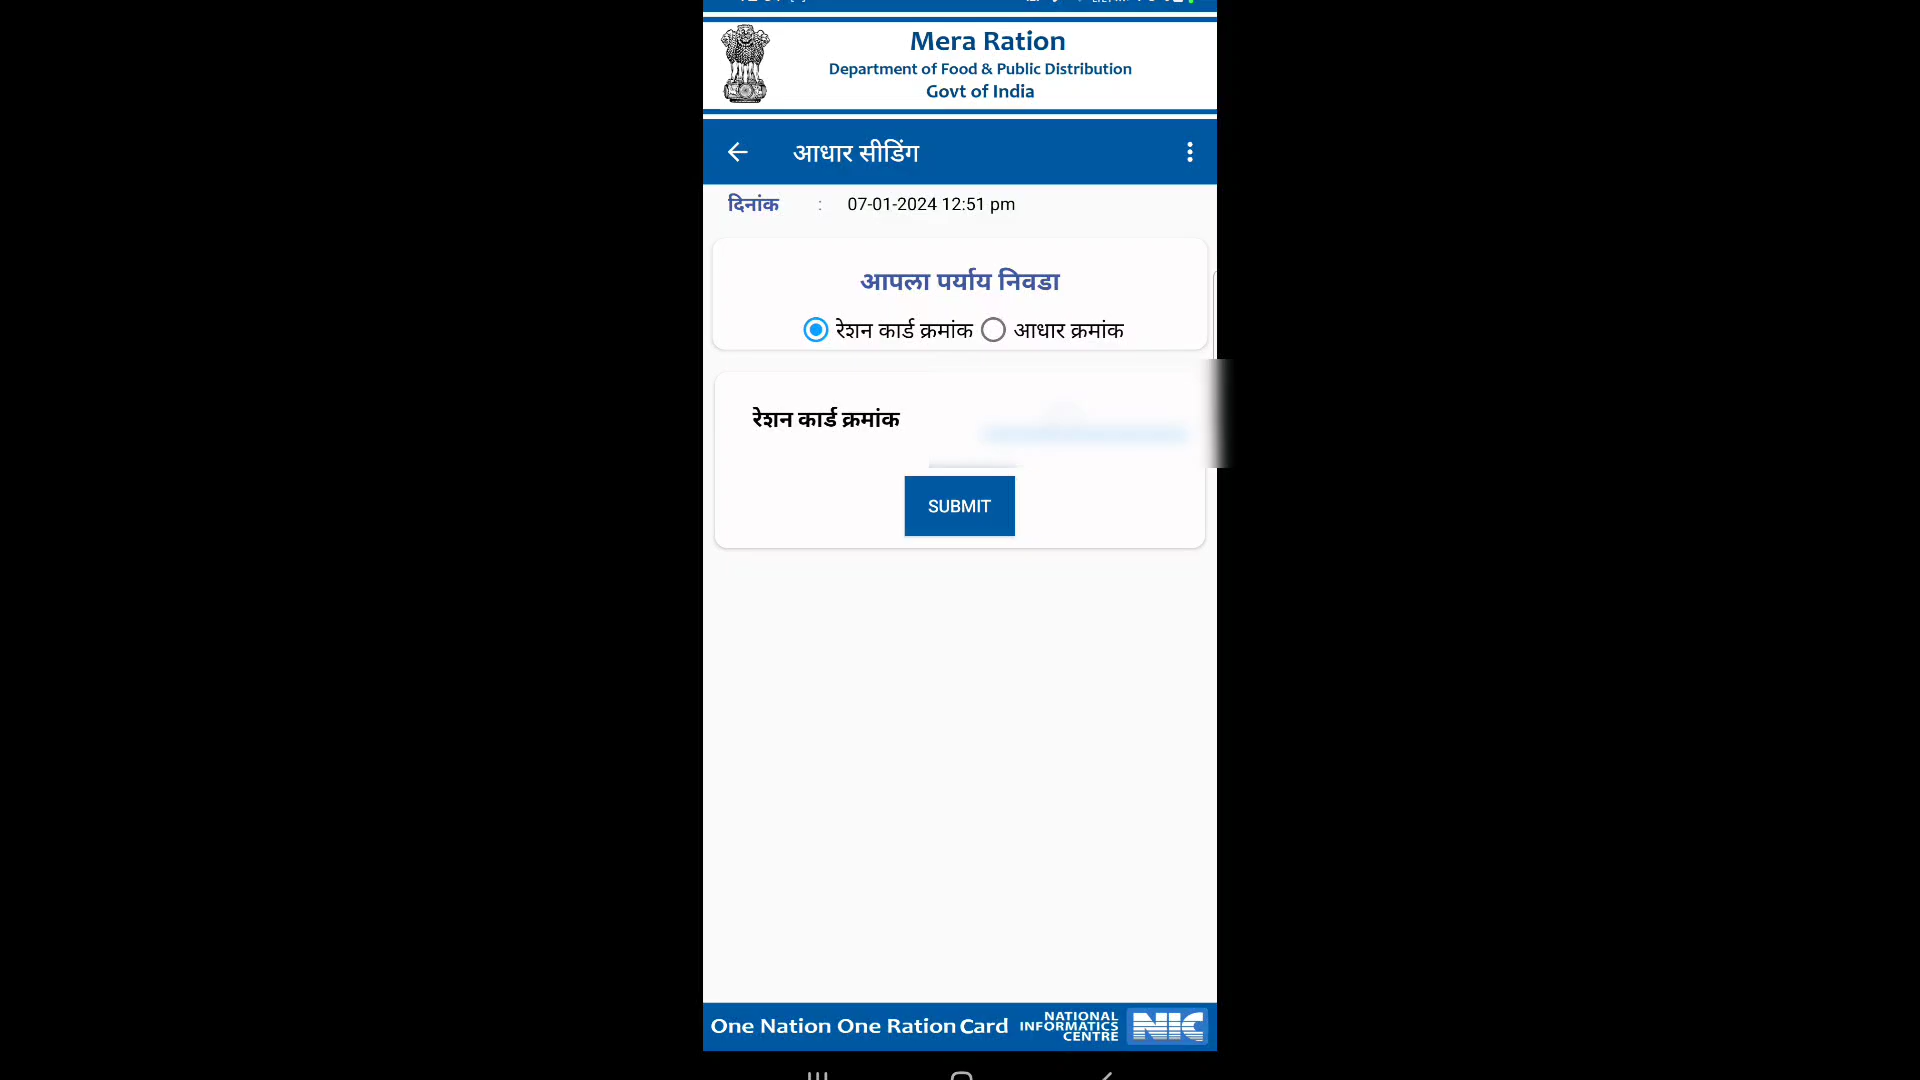 Mera Ration
Department of Food & Public Distribution
Govt of India
आधार सीडिंग
दिनांक : 07-01-2024 12:51 pm
आपला पर्याय निवडा
रेशन कार्ड क्रमांक आधार क्रमांक
रेशन कार्ड क्रमांक
SUBMIT
One Nation One Ration Card
NATIONAL
INFORMATICS
CENTRE
NIC